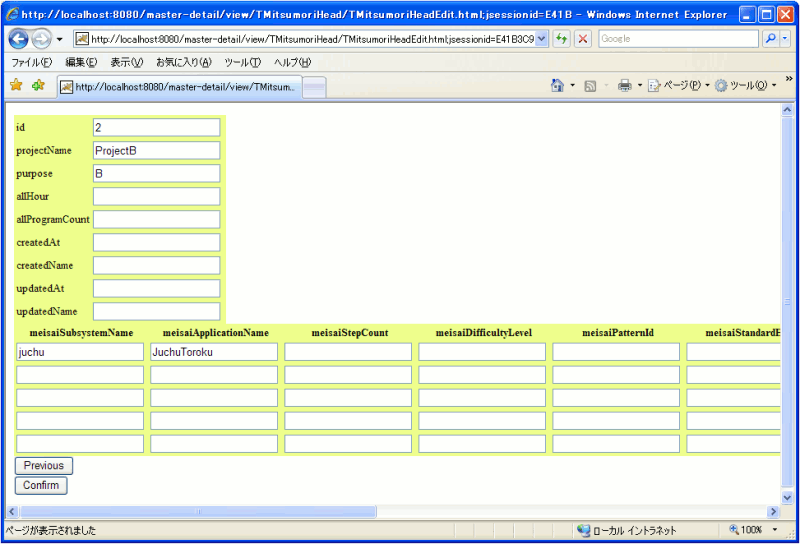 http://localhost:8080/master-detail/view/TMitsumoriHead/TMitsumoriHeadEdit.html;jsessionid=E41B - Windows Internet Explorer
http://localhost:8080/master-detail/view/TMitsumoriHead/TMitsumoriHeadEdit.html;jsessionid=E41B3C9
Google
ファイル(F) 編集(E) 表示(V) お気に入り(A) ツール(T) ヘルプ(H)
http://localhost:8080/master-detail/view/TMitsum...
ページ(P) ツール(O) »
id 2
projectName ProjectB
purpose B
allHour
allProgramCount
createdAt
createdName
updatedAt
updatedName
meisaiSubsystemName meisaiApplicationName meisaiStepCount meisaiDifficultyLevel meisaiPatternId
juchu JuchuToroku
Previous
Confirm
ページが表示されました ローカル イントラネット 100%